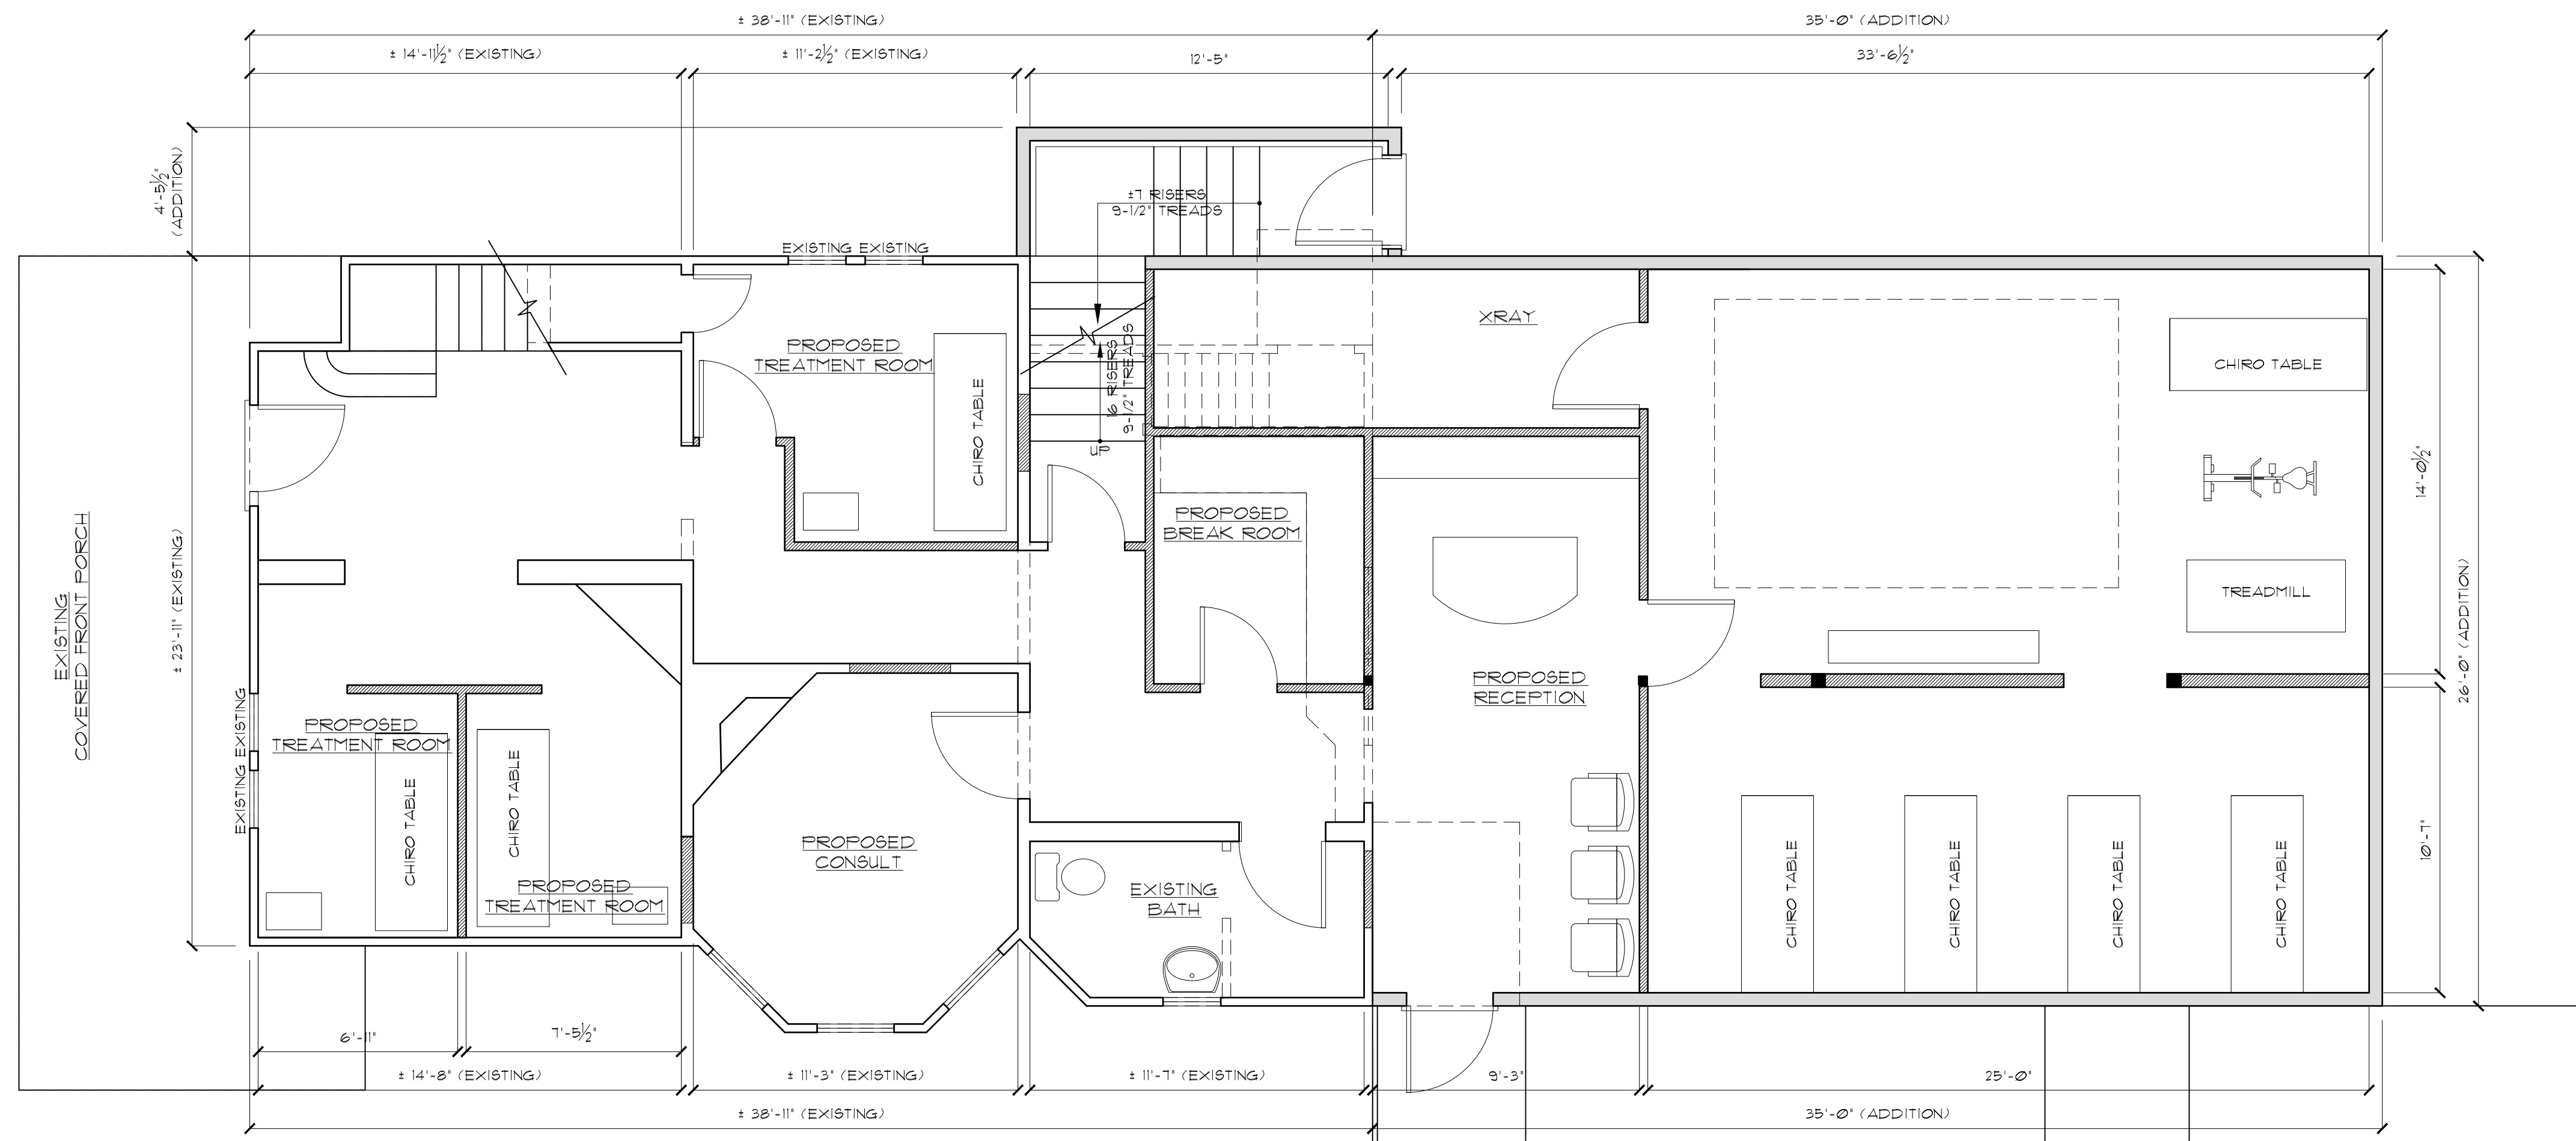 ± 38'-11" (EXISTING)
35'-0" (ADDITION)
± 14'-11½" (EXISTING)
± 11'-2½" (EXISTING)
12'-5"
33'-6½"
4'-5½"
(ADDITION)
±7 RISERS
9-1/2" TREADS
EXISTING EXISTING
XRAY
PROPOSED
TREATMENT ROOM
CHIRO TABLE
16 RISERS
9-1/2" TREADS
UP
CHIRO TABLE
14'-0½"
PROPOSED
BREAK ROOM
EXISTING
COVERED FRONT PORCH
± 23'-11" (EXISTING)
TREADMILL
26'-0" (ADDITION)
PROPOSED
RECEPTION
EXISTING EXISTING
PROPOSED
TREATMENT ROOM
CHIRO TABLE
CHIRO TABLE
PROPOSED
TREATMENT ROOM
PROPOSED
CONSULT
EXISTING
BATH
CHIRO TABLE
CHIRO TABLE
CHIRO TABLE
CHIRO TABLE
10'-7"
6'-11"
7'-5½"
± 14'-8" (EXISTING)
± 11'-3" (EXISTING)
± 11'-7" (EXISTING)
9'-3"
25'-0"
± 38'-11" (EXISTING)
35'-0" (ADDITION)